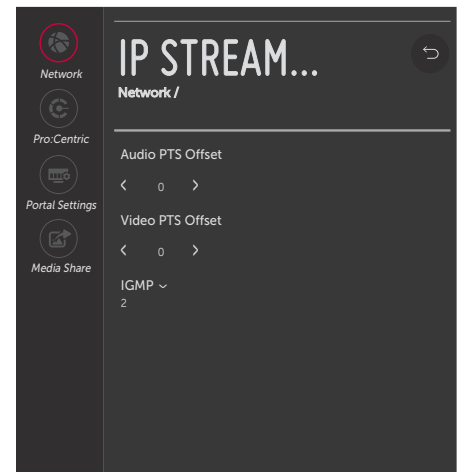 Network
Pro:Centric
Portal Settings
Media Share
IP STREAM...
Network /
Audio PTS Offset
0
Video PTS Offset
0
IGMP
2